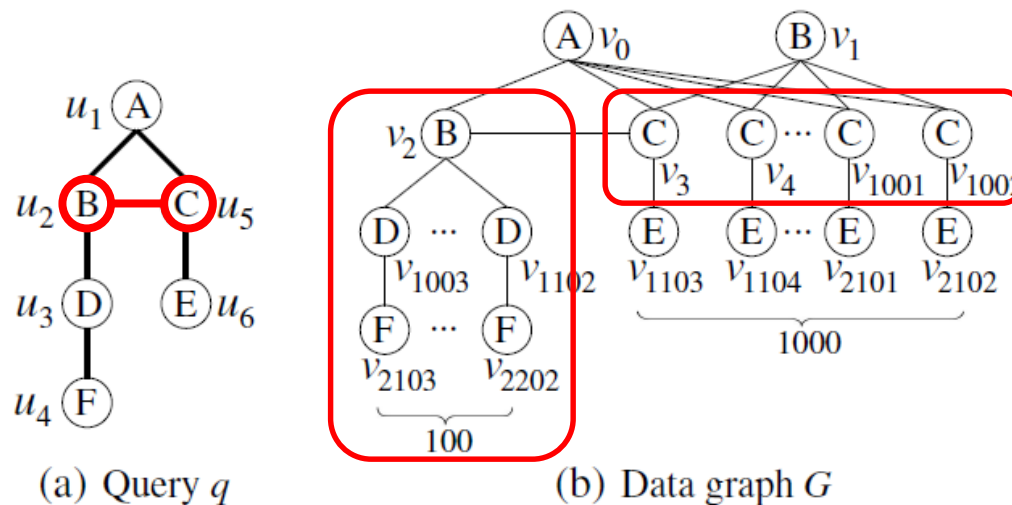 A v0 B v1
u1 A
v2 B C C ··· C C
v3 v4 v1001 v1002
u2 B C u5
D ··· D E E ··· E E
v1003 v1102 v1103 v1104 v2101 v2102
u3 D E u6
F ··· F 1000
v2103 v2202
u4 F
100
(a) Query q (b) Data graph G